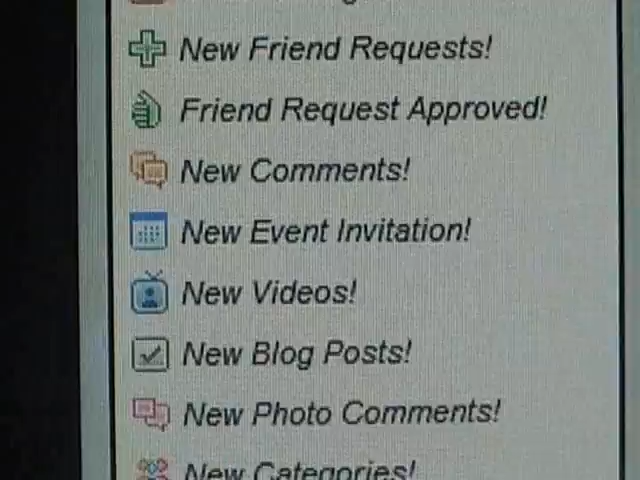 New Friend Requests!
Friend Request Approved!
New Comments!
New Event Invitation!
New Videos!
New Blog Posts!
New Photo Comments!
New Categories!